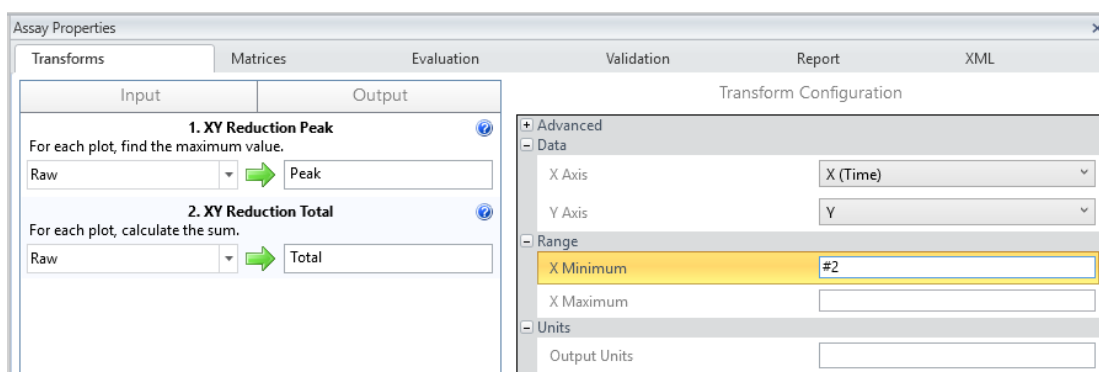 Assay Properties
Transforms Matrices Evaluation Validation Report XML
Input Output
1. XY Reduction Peak
For each plot, find the maximum value.
Raw Peak
2. XY Reduction Total
For each plot, calculate the sum.
Raw Total
Transform Configuration
Advanced
Data
X Axis X (Time)
Y Axis Y
Range
X Minimum #2
X Maximum
Units
Output Units